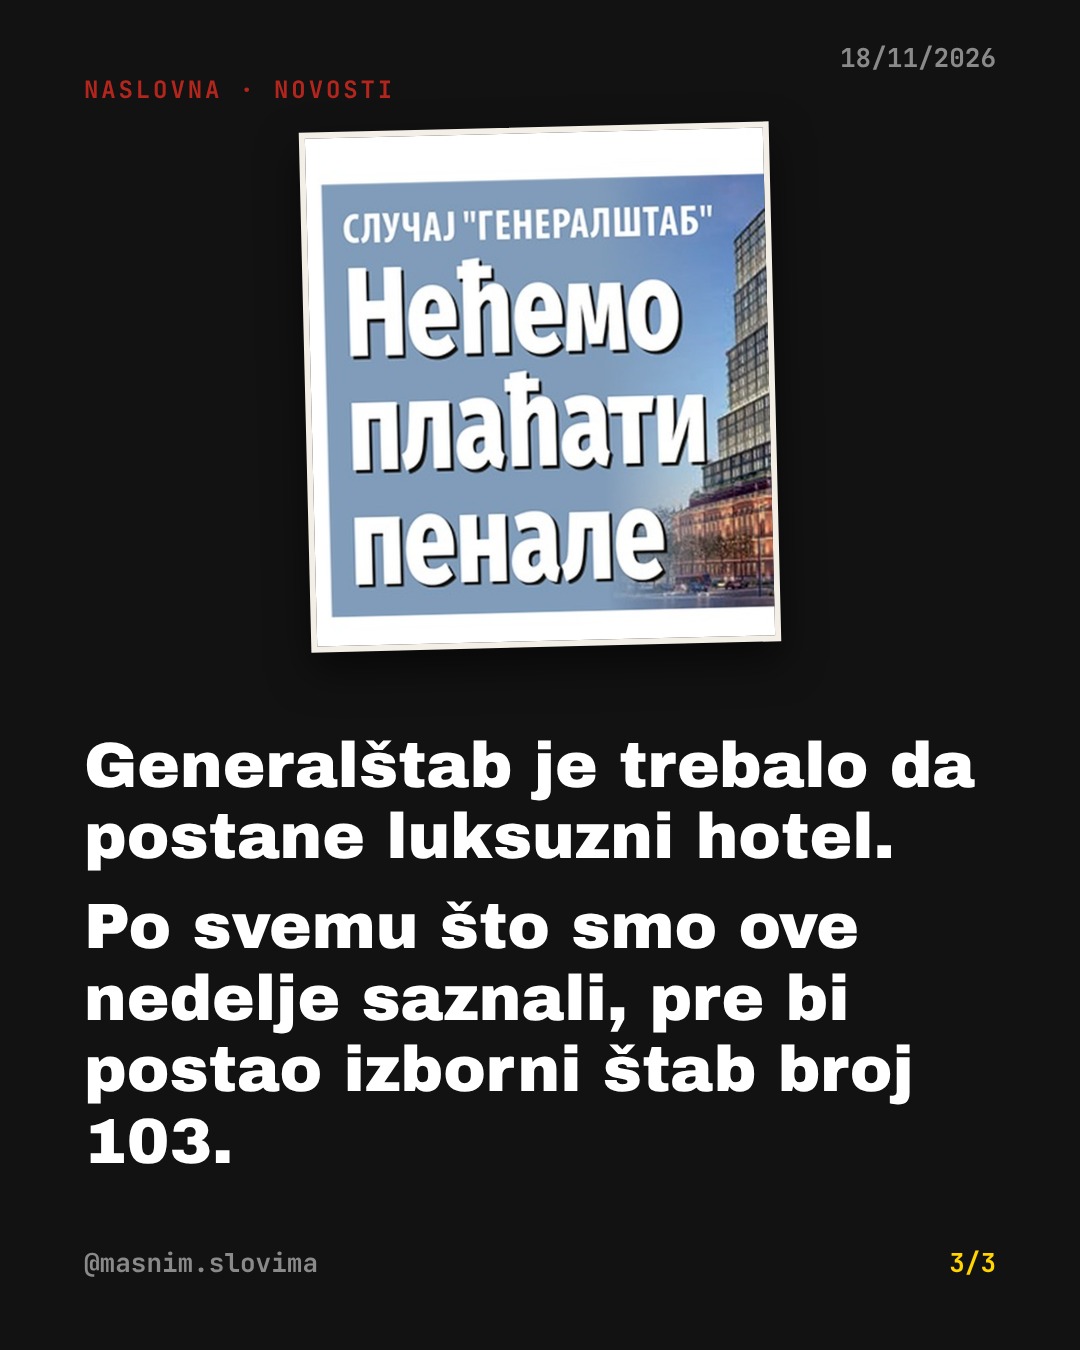 18/11/2026
NASLOVNA · NOVOSTI
СЛУЧАЈ "ГЕНЕРАЛШТАБ"
Нећемо
плаћати
пенале
Generalštab je trebalo da
postane luksuzni hotel.
Po svemu što smo ove
nedelje saznali, pre bi
postao izborni štab broj
103.
@masnim.slovima
3/3